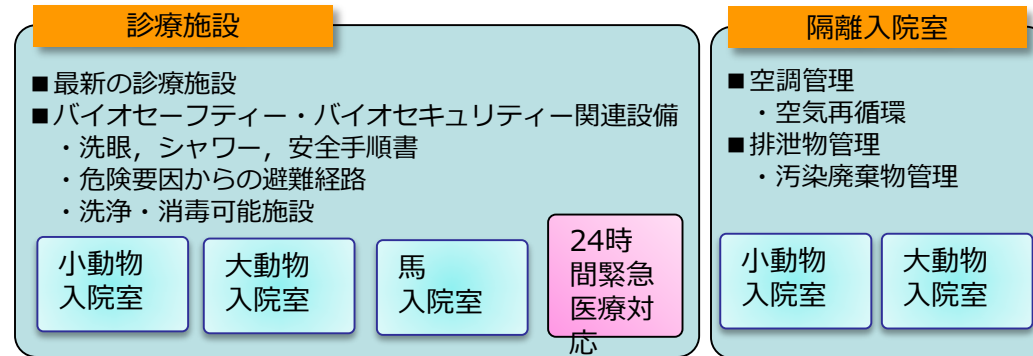 診療施設
■最新の診療施設
■バイオセーフティー・バイオセキュリティー関連設備
・洗眼，シャワー，安全手順書
・危険要因からの避難経路
・洗浄・消毒可能施設
小動物
入院室
大動物
入院室
馬
入院室
24時
間緊急
医療対
応
隔離入院室
■空調管理
・空気再循環
■排泄物管理
・汚染廃棄物管理
小動物
入院室
大動物
入院室